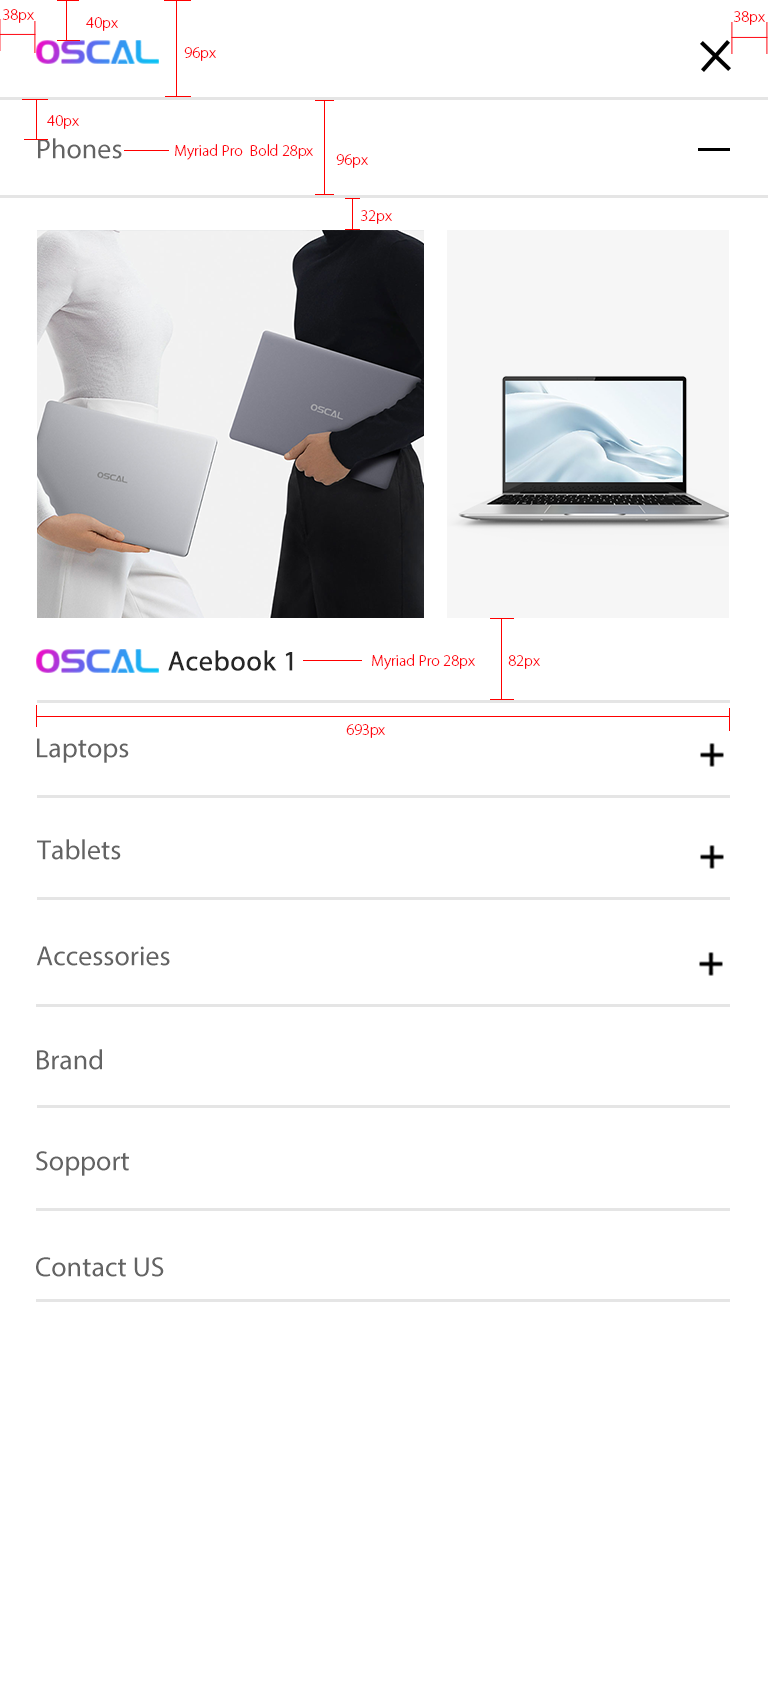 38px
40px
38px
OSCAL
96px
40px
Phones
Myriad Pro Bold 28px
96px
32px
OSCAL
OSCAL
OSCAL Acebook 1
Myriad Pro 28px
82px
693px
Laptops
Tablets
Accessories
Brand
Sopport
Contact US